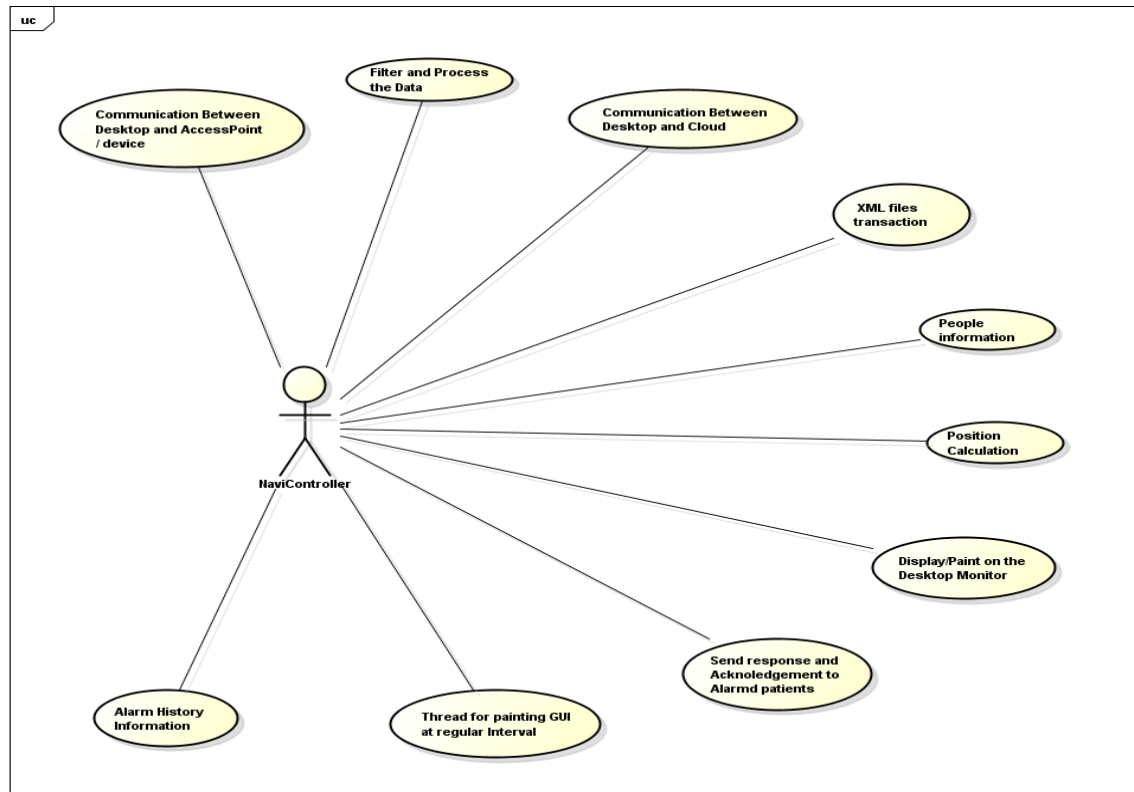 uc
Filter and Process
the Data
Communication Between
Desktop and AccessPoint
/ device
Communication Between
Desktop and Cloud
XML files
transaction
People
information
Position
Calculation
NaviController
Display/Paint on the
Desktop Monitor
Send response and
Acknoledgement to
Alarmd patients
Alarm History
Information
Thread for painting GUI
at regular Interval